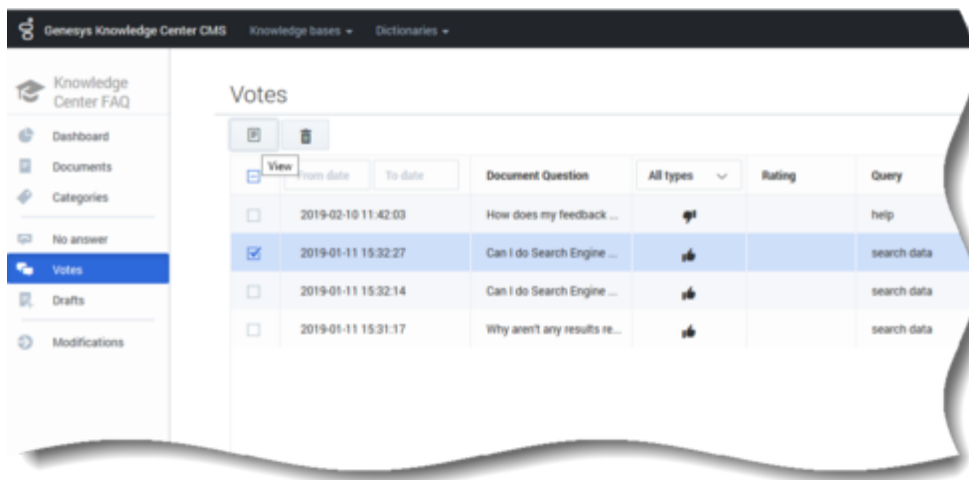 Genesys Knowledge Center CMS Knowledge bases Dictionaries
Knowledge
Center FAQ
Dashboard
Documents
Categories
No answer
Votes
Drafts
Modifications
Votes
View
From date To date Document Question All types Rating Query
2019-02-10 11:42:03 How does my feedback ... help
2019-01-11 15:32:27 Can I do Search Engine ... search data
2019-01-11 15:32:14 Can I do Search Engine ... search data
2019-01-11 15:31:17 Why aren't any results re... search data